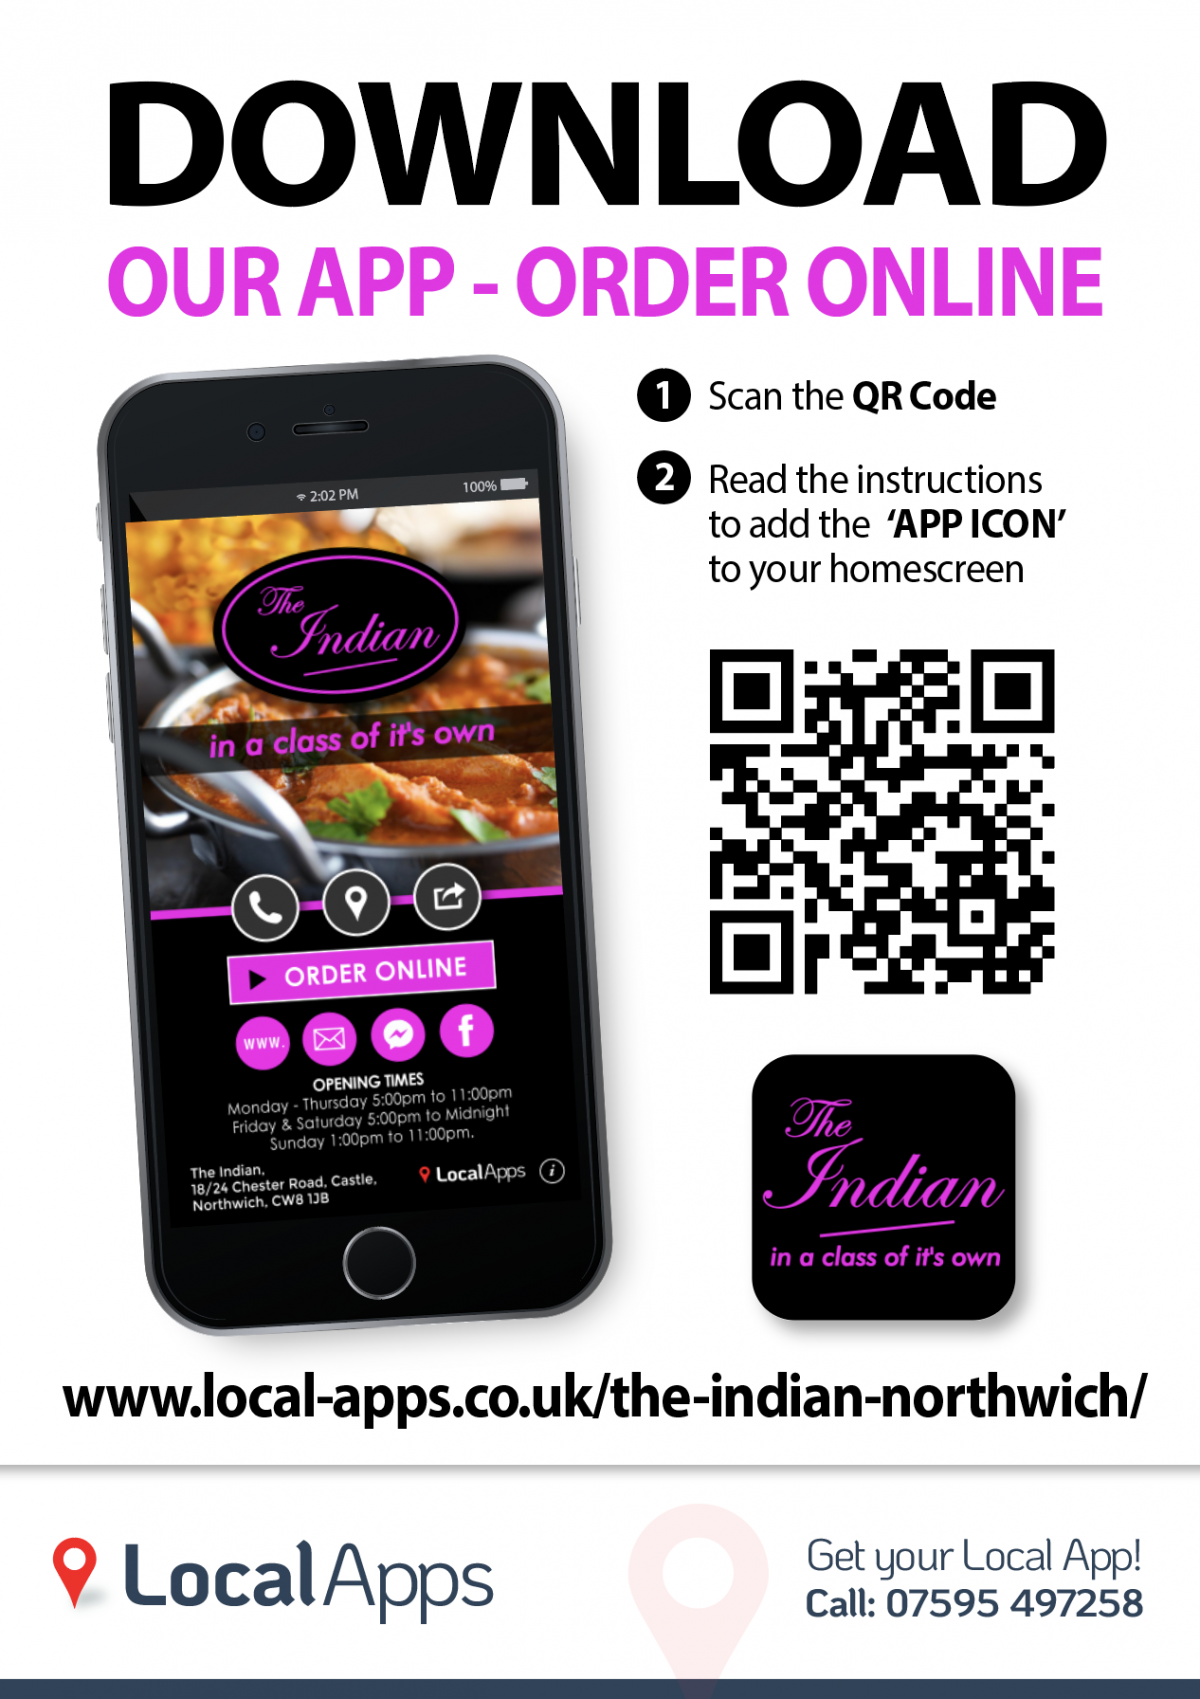 DOWNLOAD
OUR APP - ORDER ONLINE
1 Scan the QR Code
2 Read the instructions
to add the ‘APP ICON’
to your homescreen
2:02 PM 100%
The
Indian
in a class of it's own
ORDER ONLINE
www.
OPENING TIMES
Monday - Thursday 5:00pm to 11:00pm
Friday & Saturday 5:00pm to Midnight
Sunday 1:00pm to 11:00pm.
The Indian,
18/24 Chester Road, Castle,
Northwich, CW8 1JB
LocalApps i
The
Indian
in a class of it's own
www.local-apps.co.uk/the-indian-northwich/
LocalApps
Get your Local App!
Call: 07595 497258